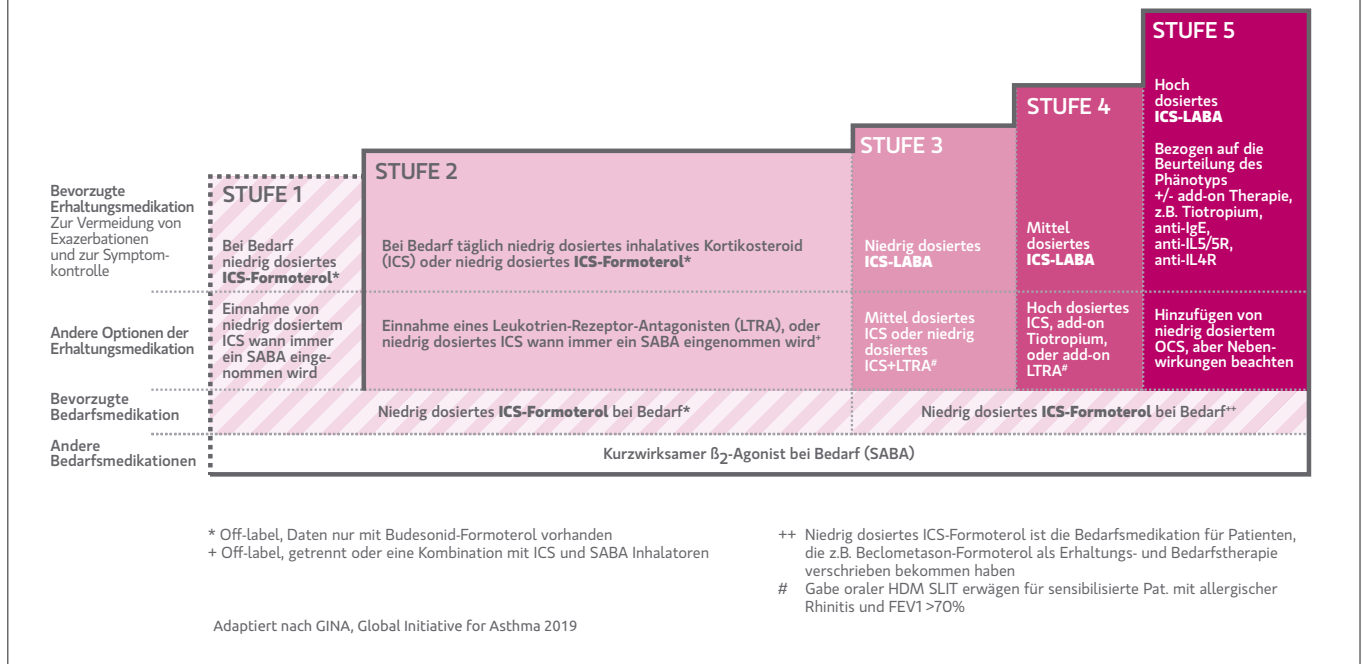 STUFE 5
Hoch
dosiertes
ICS-LABA
Bezogen auf die
Beurteilung des
Phänotyps
+/- add-on Therapie,
z.B. Tiotropium,
anti-IgE,
anti-IL5/5R,
anti-IL4R
STUFE 4
Mittel
dosiertes
ICS-LABA
STUFE 3
Niedrig dosiertes
ICS-LABA
STUFE 2
Bei Bedarf täglich niedrig dosiertes inhalatives Kortikosteroid
(ICS) oder niedrig dosiertes ICS-Formoterol*
STUFE 1
Bei Bedarf
niedrig dosiertes
ICS-Formoterol*
Bevorzugte
Erhaltungsmedikation
Zur Vermeidung von
Exazerbationen
und zur Symptom-
kontrolle
Andere Optionen der
Erhaltungsmedikation
Einnahme von
niedrig dosiertem
ICS wann immer
ein SABA einge-
nommen wird
Einnahme eines Leukotrien-Rezeptor-Antagonisten (LTRA), oder
niedrig dosiertes ICS wann immer ein SABA eingenommen wird+
Mittel dosiertes
ICS oder niedrig
dosiertes
ICS+LTRA#
Hoch dosiertes
ICS, add-on
Tiotropium,
oder add-on
LTRA#
Hinzufügen von
niedrig dosiertem
OCS, aber Neben-
wirkungen beachten
Bevorzugte
Bedarfsmedikation
Niedrig dosiertes ICS-Formoterol bei Bedarf*
Niedrig dosiertes ICS-Formoterol bei Bedarf++
Andere
Bedarfsmedikationen
Kurzwirksamer ß2-Agonist bei Bedarf (SABA)
* Off-label, Daten nur mit Budesonid-Formoterol vorhanden
+ Off-label, getrennt oder eine Kombination mit ICS und SABA Inhalatoren
++ Niedrig dosiertes ICS-Formoterol ist die Bedarfsmedikation für Patienten,
die z.B. Beclometason-Formoterol als Erhaltungs- und Bedarfstherapie
verschrieben bekommen haben
# Gabe oraler HDM SLIT erwägen für sensibilisierte Pat. mit allergischer
Rhinitis und FEV1 >70%
Adaptiert nach GINA, Global Initiative for Asthma 2019